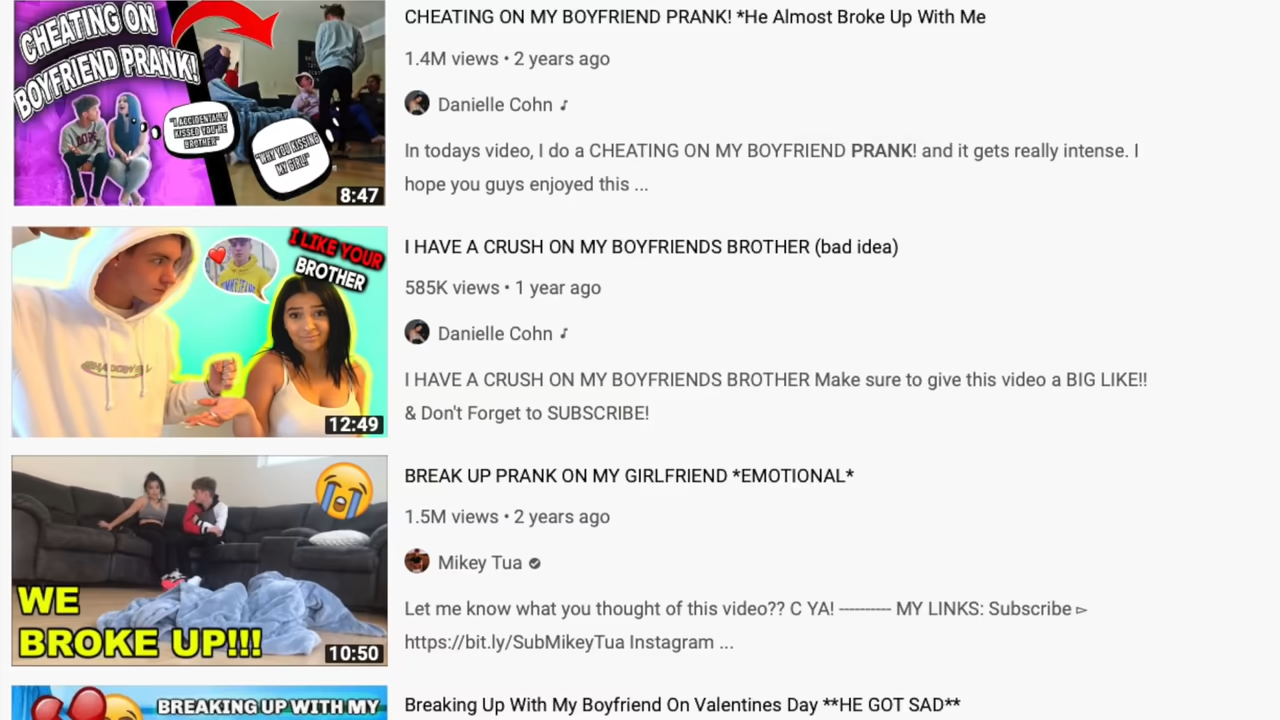 CHEATING ON
BOYFRIEND PRANK!
"I ACCIDENTALLY
KISSED YOU'RE
BROTHER"
"WHY YOU KISSING
MY GIRL!"
8:47
CHEATING ON MY BOYFRIEND PRANK! *He Almost Broke Up With Me
1.4M views • 2 years ago
Danielle Cohn ♪
In todays video, I do a CHEATING ON MY BOYFRIEND PRANK! and it gets really intense. I
hope you guys enjoyed this ...
I LIKE YOUR
BROTHER
12:49
I HAVE A CRUSH ON MY BOYFRIENDS BROTHER (bad idea)
585K views • 1 year ago
Danielle Cohn ♪
I HAVE A CRUSH ON MY BOYFRIENDS BROTHER Make sure to give this video a BIG LIKE!!
& Don't Forget to SUBSCRIBE!
WE
BROKE UP!!!
10:50
BREAK UP PRANK ON MY GIRLFRIEND *EMOTIONAL*
1.5M views • 2 years ago
Mikey Tua
Let me know what you thought of this video?? C YA! ---------- MY LINKS: Subscribe ▻
https://bit.ly/SubMikeyTua Instagram ...
BREAKING UP WITH MY
Breaking Up With My Boyfriend On Valentines Day **HE GOT SAD**